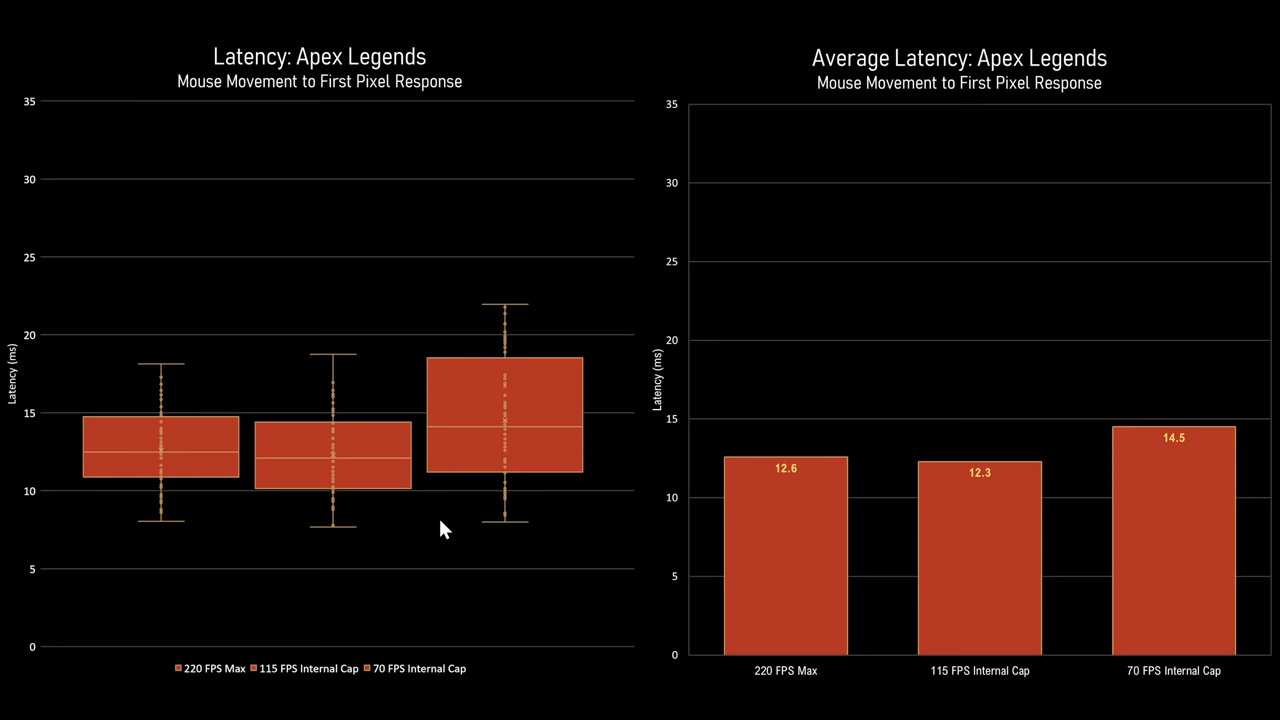 Latency: Apex Legends
Mouse Movement to First Pixel Response
35
30
25
20
15
10
5
0
Latency (ms)
220 FPS Max 115 FPS Internal Cap 70 FPS Internal Cap
Average Latency: Apex Legends
Mouse Movement to First Pixel Response
35
30
25
20
15
10
5
0
Latency (ms)
12.6 12.3 14.5
220 FPS Max 115 FPS Internal Cap 70 FPS Internal Cap